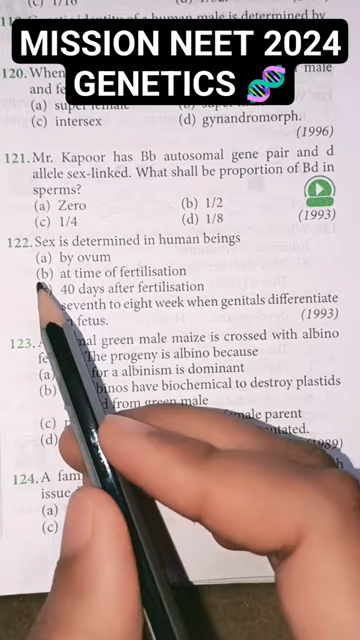 MISSION NEET 2024
GENETICS 🧬
120. When male
and fe
(a) super female (b) super
(c) intersex (d) gynandromorph.
(1996)
121. Mr. Kapoor has Bb autosomal gene pair and d
allele sex-linked. What shall be proportion of Bd in
sperms?
(a) Zero (b) 1/2
(c) 1/4 (d) 1/8
(1993)
122. Sex is determined in human beings
(a) by ovum
(b) at time of fertilisation
40 days after fertilisation
seventh to eight week when genitals differentiate
fetus. (1993)
123. green male maize is crossed with albino
The progeny is albino because
(a) for a albinism is dominant
(b) binos have biochemical to destroy plastids
d from green male
(c) male parent
(d) mutated.
(1989)
124. A fam
issue
(a)
(c)